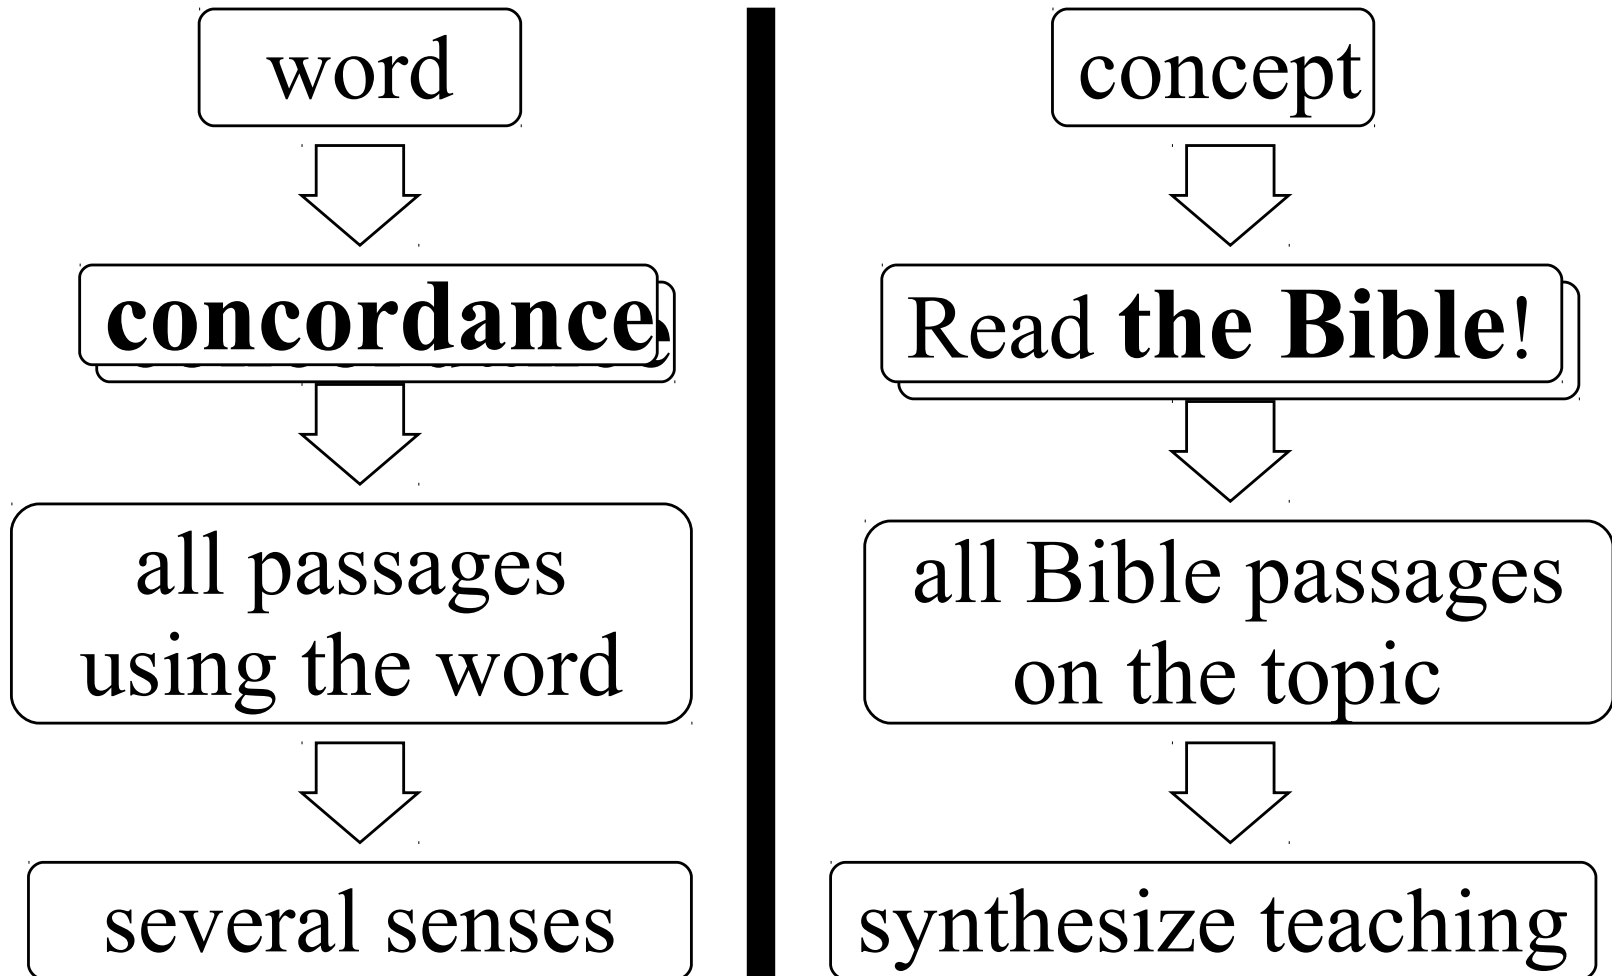 word
concordance
all passages
using the word
several senses
concept
Read the Bible!
all Bible passages
on the topic
synthesize teaching